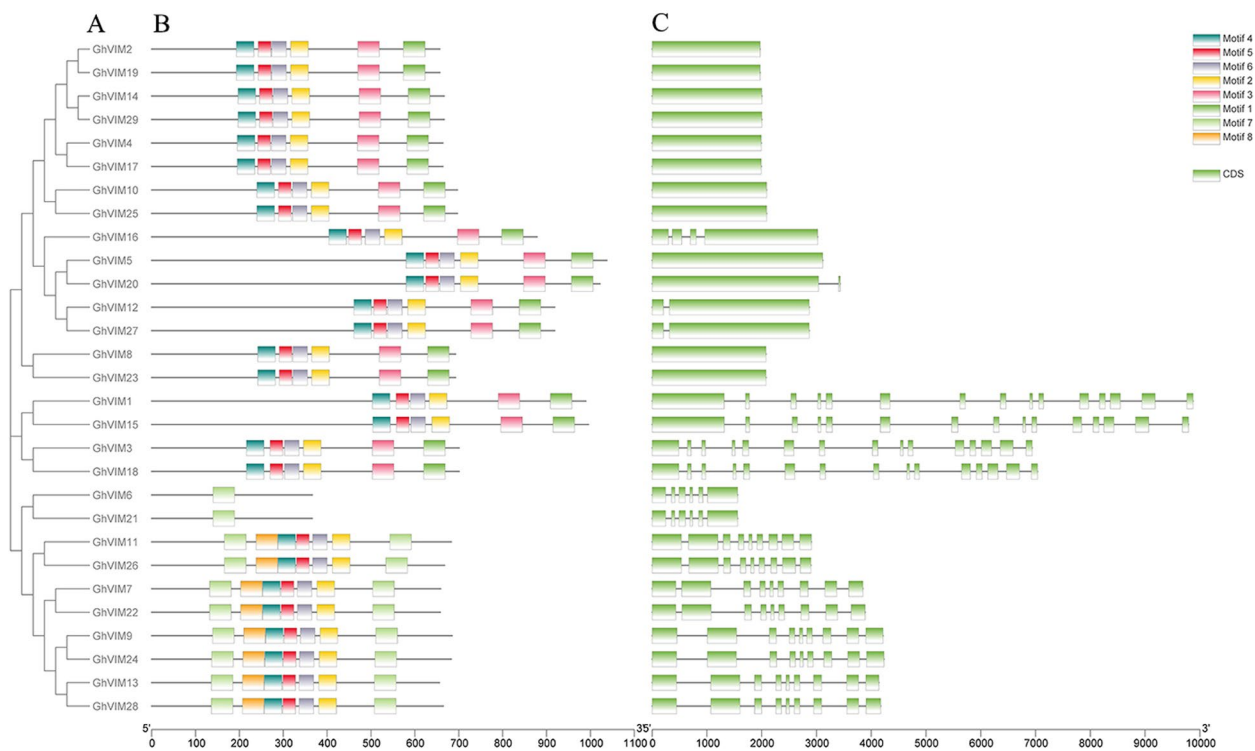 A B C
GhVIM2
GhVIM19
GhVIM14
GhVIM29
GhVIM4
GhVIM17
GhVIM10
GhVIM25
GhVIM16
GhVIM5
GhVIM20
GhVIM12
GhVIM27
GhVIM8
GhVIM23
GhVIM1
GhVIM15
GhVIM3
GhVIM18
GhVIM6
GhVIM21
GhVIM11
GhVIM26
GhVIM7
GhVIM22
GhVIM9
GhVIM24
GhVIM13
GhVIM28
Motif 4
Motif 5
Motif 6
Motif 2
Motif 3
Motif 1
Motif 7
Motif 8
CDS
5' 3'
0 100 200 300 400 500 600 700 800 900 1000 1100
5' 3'
0 1000 2000 3000 4000 5000 6000 7000 8000 9000 10000